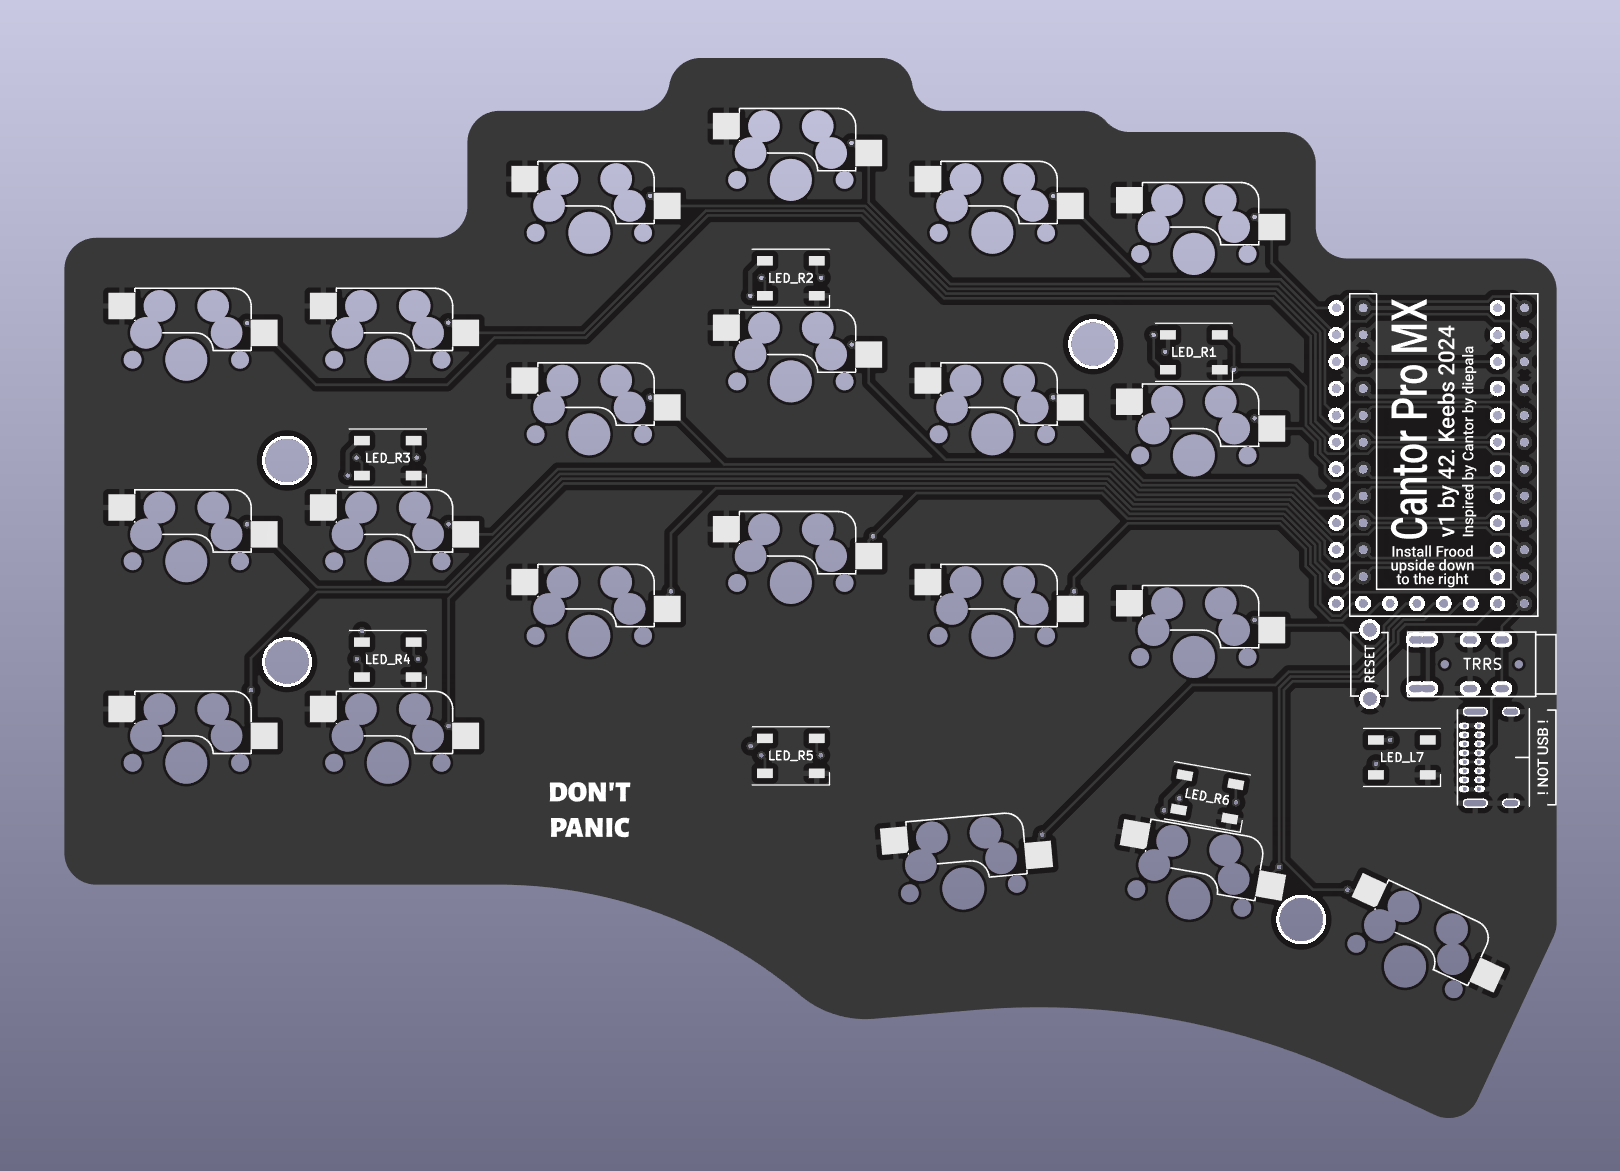 LED_R2
LED_R1
LED_R3
LED_R4
LED_R5
LED_R6
LED_L7
Cantor Pro MX
v1 by 42. Keebs 2024
Inspired by Cantor by diepala
Install Frood
upside down
to the right
RESET
TRRS
! NOT USB !
DON'T
PANIC